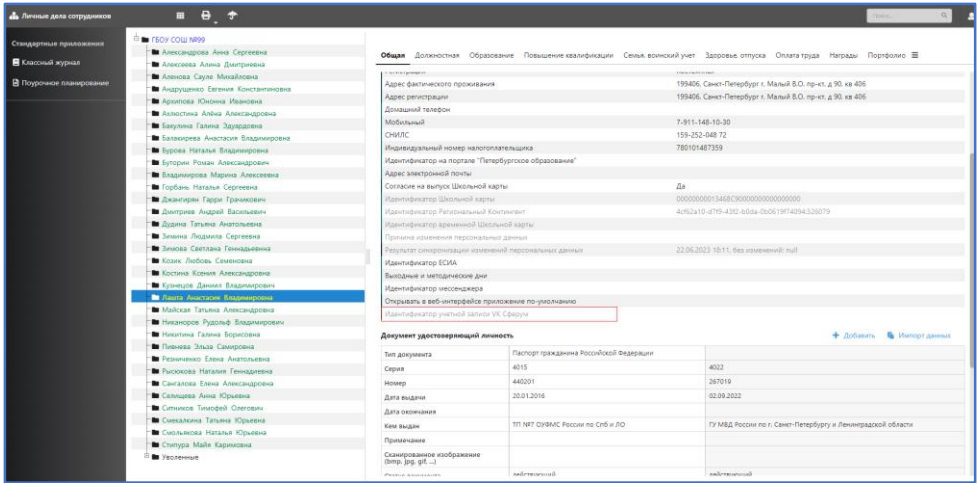 Личные дела сотрудников
Поиск...
Стандартные приложения
Классный журнал
Поурочное планирование
ГБОУ СОШ №99
Александрова Анна Сергеевна
Алексеева Алина Дмитриевна
Аленова Сауле Михайловна
Андрущенко Евгения Константиновна
Архипова Юнонна Ивановна
Ахлюстина Алёна Александровна
Бакулина Галина Эдуардовна
Балакирева Анастасия Владимировна
Бурова Наталья Владимировна
Буторин Роман Александрович
Владимирова Марина Алексеевна
Горбань Наталья Сергеевна
Джангирян Гарри Грачикович
Дмитриев Андрей Васильевич
Дудина Татьяна Анатольевна
Зимина Людмила Сергеевна
Зимова Светлана Геннадьевна
Козик Любовь Семеновна
Костина Ксения Александровна
Кузнецов Даниил Владимирович
Лашта Анастасия Владимировна
Майская Татьяна Александровна
Никаноров Рудольф Владимирович
Никитина Галина Борисовна
Пивнева Эльза Самировна
Резниченко Елена Анатольевна
Рысюкова Наталия Геннадиевна
Сангалова Елена Александровна
Селищева Анна Юрьевна
Ситников Тимофей Олегович
Смекалкина Татьяна Юрьевна
Смольякова Наталья Юрьевна
Стипура Майя Каримовна
Уволенные
Общая Должностная Образование Повышение квалификации Семья, воинский учет Здоровье, отпуска Оплата труда Награды Портфолио
Адрес фактического проживания 199406, Санкт-Петербург г. Малый В.О. пр-кт, д 90. кв 406
Адрес регистрации 199406, Санкт-Петербург г. Малый В.О. пр-кт, д 90. кв 406
Домашний телефон
Мобильный 7-911-148-10-30
СНИЛС 159-252-048 72
Индивидуальный номер налогоплательщика 780101487359
Идентификатор на портале "Петербургское образование"
Адрес электронной почты
Согласие на выпуск Школьной карты Да
Идентификатор Школьной карты
Идентификатор Региональный Контингент
Идентификатор временной Школьной карты
Причина изменения персональных данных
Результат синхронизации изменений персональных данных 22.06.2023 10:11, без изменений: null
Идентификатор ЕСИА
Выходные и методические дни
Идентификатор мессенджера
Открывать в веб-интерфейсе приложение по-умолчанию
Идентификатор учетной записи VK Сферум
Документ удостоверяющий личность Добавить Импорт данных
Тип документа Паспорт гражданина Российской Федерации
Серия 4015 4022
Номер 440201 267019
Дата выдачи 20.01.2016 02.09.2022
Дата окончания
Кем выдан ТП №7 ОУФМС России по Спб и ЛО ГУ МВД России по г. Санкт-Петербургу и Ленинградской области
Примечание
Сканированное изображение
(bmp, jpg, gif, ...)
Статус документа действующий действующий